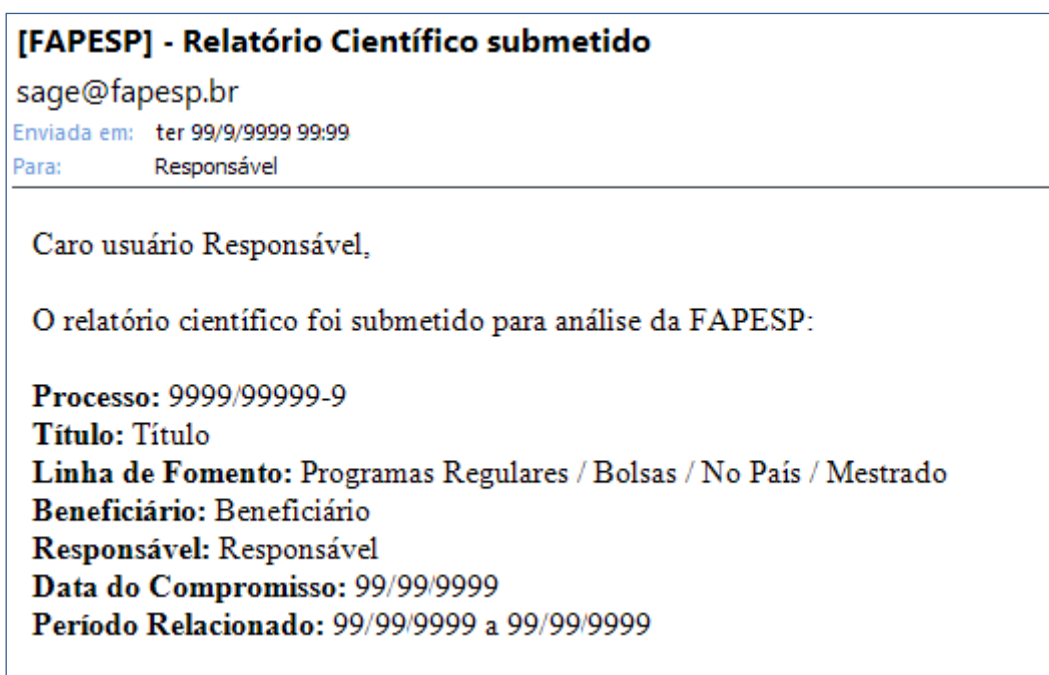 [FAPESP] - Relatório Científico submetido
sage@fapesp.br
Enviada em: ter 99/9/9999 99:99
Para: Responsável
Caro usuário Responsável,
O relatório científico foi submetido para análise da FAPESP:
Processo: 9999/99999-9
Título: Título
Linha de Fomento: Programas Regulares / Bolsas / No País / Mestrado
Beneficiário: Beneficiário
Responsável: Responsável
Data do Compromisso: 99/99/9999
Período Relacionado: 99/99/9999 a 99/99/9999